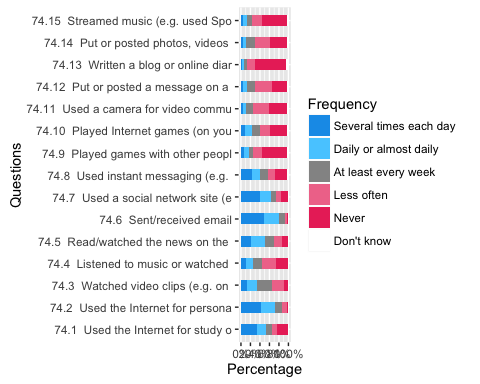 74.15 Streamed music (e.g. used Spo
74.14 Put or posted photos, videos
74.13 Written a blog or online diar
74.12 Put or posted a message on a
74.11 Used a camera for video commu
74.10 Played Internet games (on you
74.9 Played games with other peopl
74.8 Used instant messaging (e.g.
74.7 Used a social network site (e
74.6 Sent/received email
74.5 Read/watched the news on the
74.4 Listened to music or watched
74.3 Watched video clips (e.g. on
74.2 Used the Internet for persona
74.1 Used the Internet for study o
Questions
Percentage
Frequency
Several times each day
Daily or almost daily
At least every week
Less often
Never
Don't know